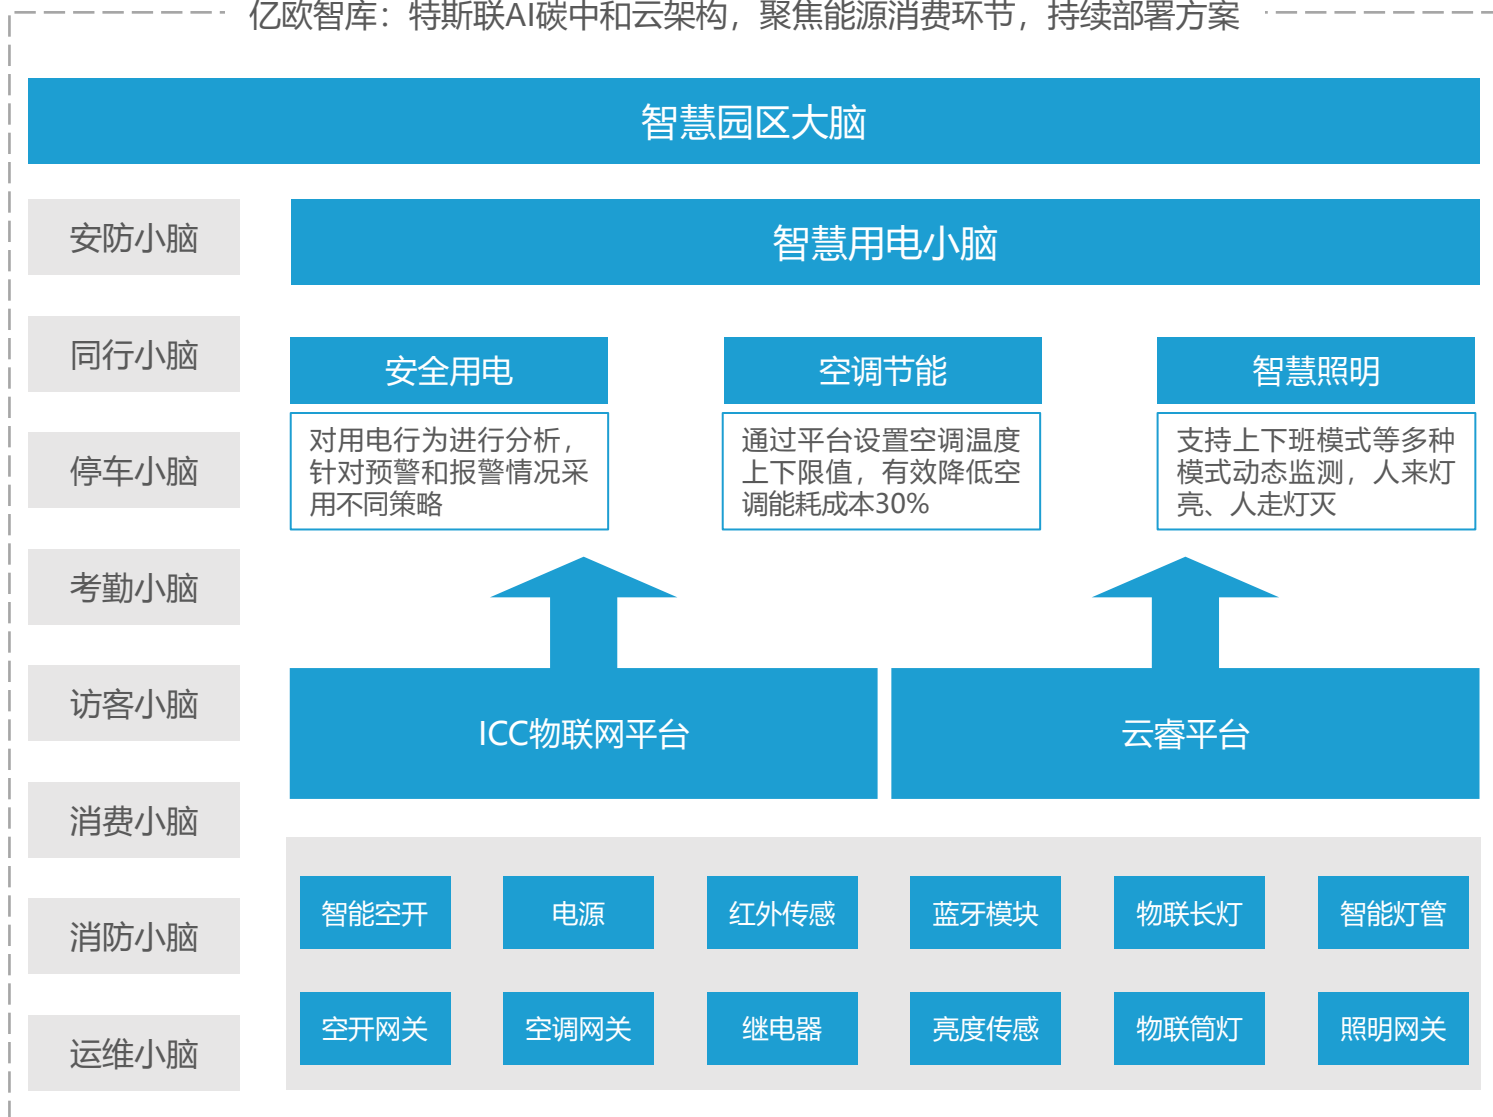 亿欧智库：特斯联AI碳中和云架构，聚焦能源消费环节，持续部署方案
智慧园区大脑
安防小脑
同行小脑
停车小脑
考勤小脑
访客小脑
消费小脑
消防小脑
运维小脑
智慧用电小脑
安全用电
对用电行为进行分析，
针对预警和报警情况采
用不同策略
空调节能
通过平台设置空调温度
上下限值，有效降低空
调能耗成本30%
智慧照明
支持上下班模式等多种
模式动态监测，人来灯
亮、人走灯灭
ICC物联网平台
云睿平台
智能空开
电源
红外传感
蓝牙模块
物联长灯
智能灯管
空开网关
空调网关
继电器
亮度传感
物联筒灯
照明网关